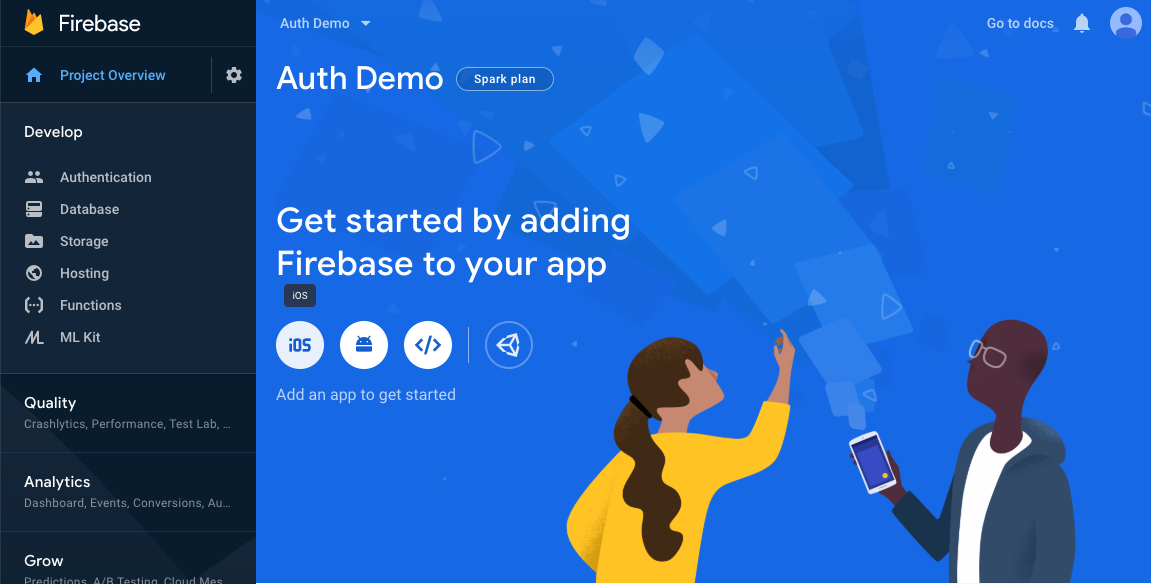 Firebase
Project Overview
Develop
Authentication
Database
Storage
Hosting
Functions
ML Kit
Quality
Crashlytics, Performance, Test Lab, ...
Analytics
Dashboard, Events, Conversions, Au...
Grow
Predictions, A/B Testing, Cloud Mes...
Auth Demo
Go to docs
Auth Demo
Spark plan
Get started by adding
Firebase to your app
iOS
iOS
</>
Add an app to get started